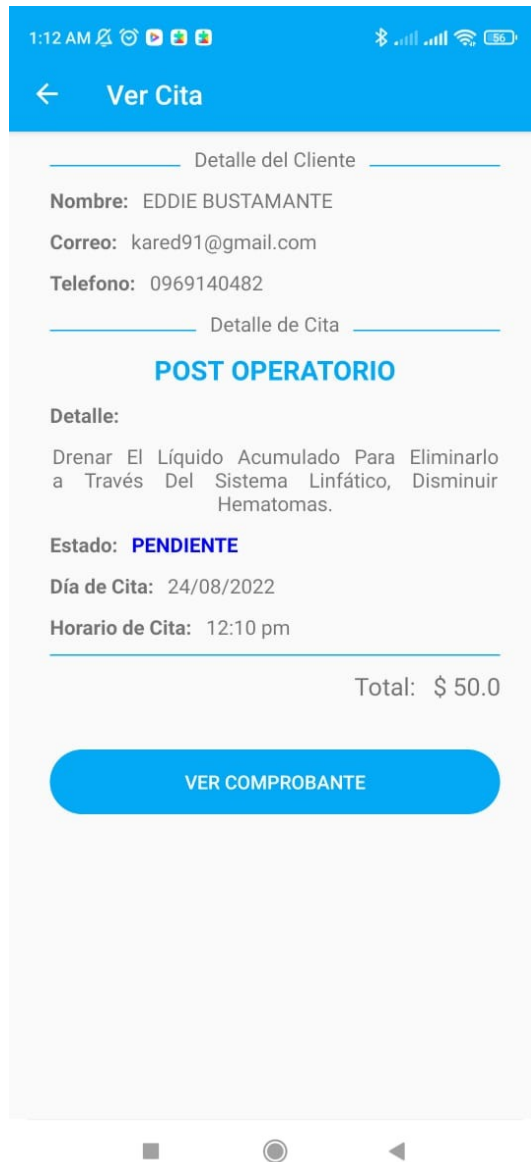 1:12 AM
56
Ver Cita
Detalle del Cliente
Nombre: EDDIE BUSTAMANTE
Correo: kared91@gmail.com
Telefono: 0969140482
Detalle de Cita
POST OPERATORIO
Detalle:
Drenar El Líquido Acumulado Para Eliminarlo
a Través Del Sistema Linfático, Disminuir
Hematomas.
Estado: PENDIENTE
Día de Cita: 24/08/2022
Horario de Cita: 12:10 pm
Total: $ 50.0
VER COMPROBANTE